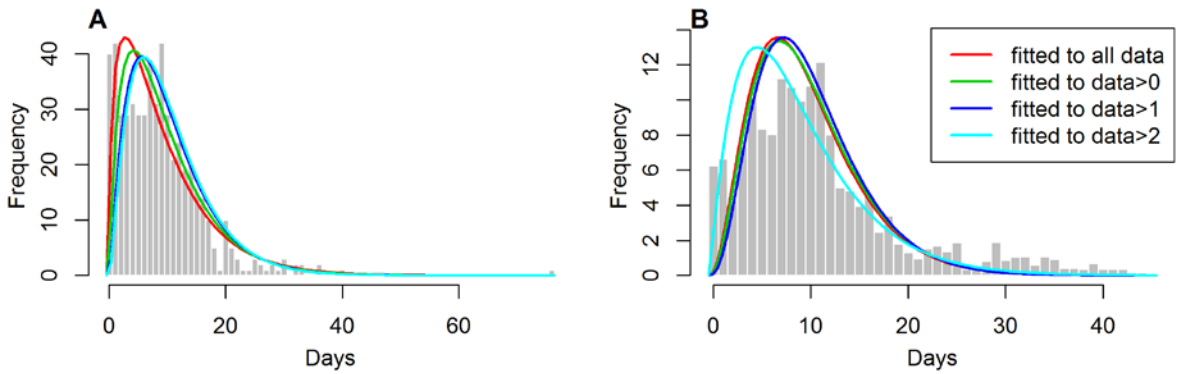 A
Frequency
40
30
20
10
0
0 20 40 60
Days
B
Frequency
12
8
6
4
2
0
0 10 20 30 40
Days
fitted to all data
fitted to data>0
fitted to data>1
fitted to data>2